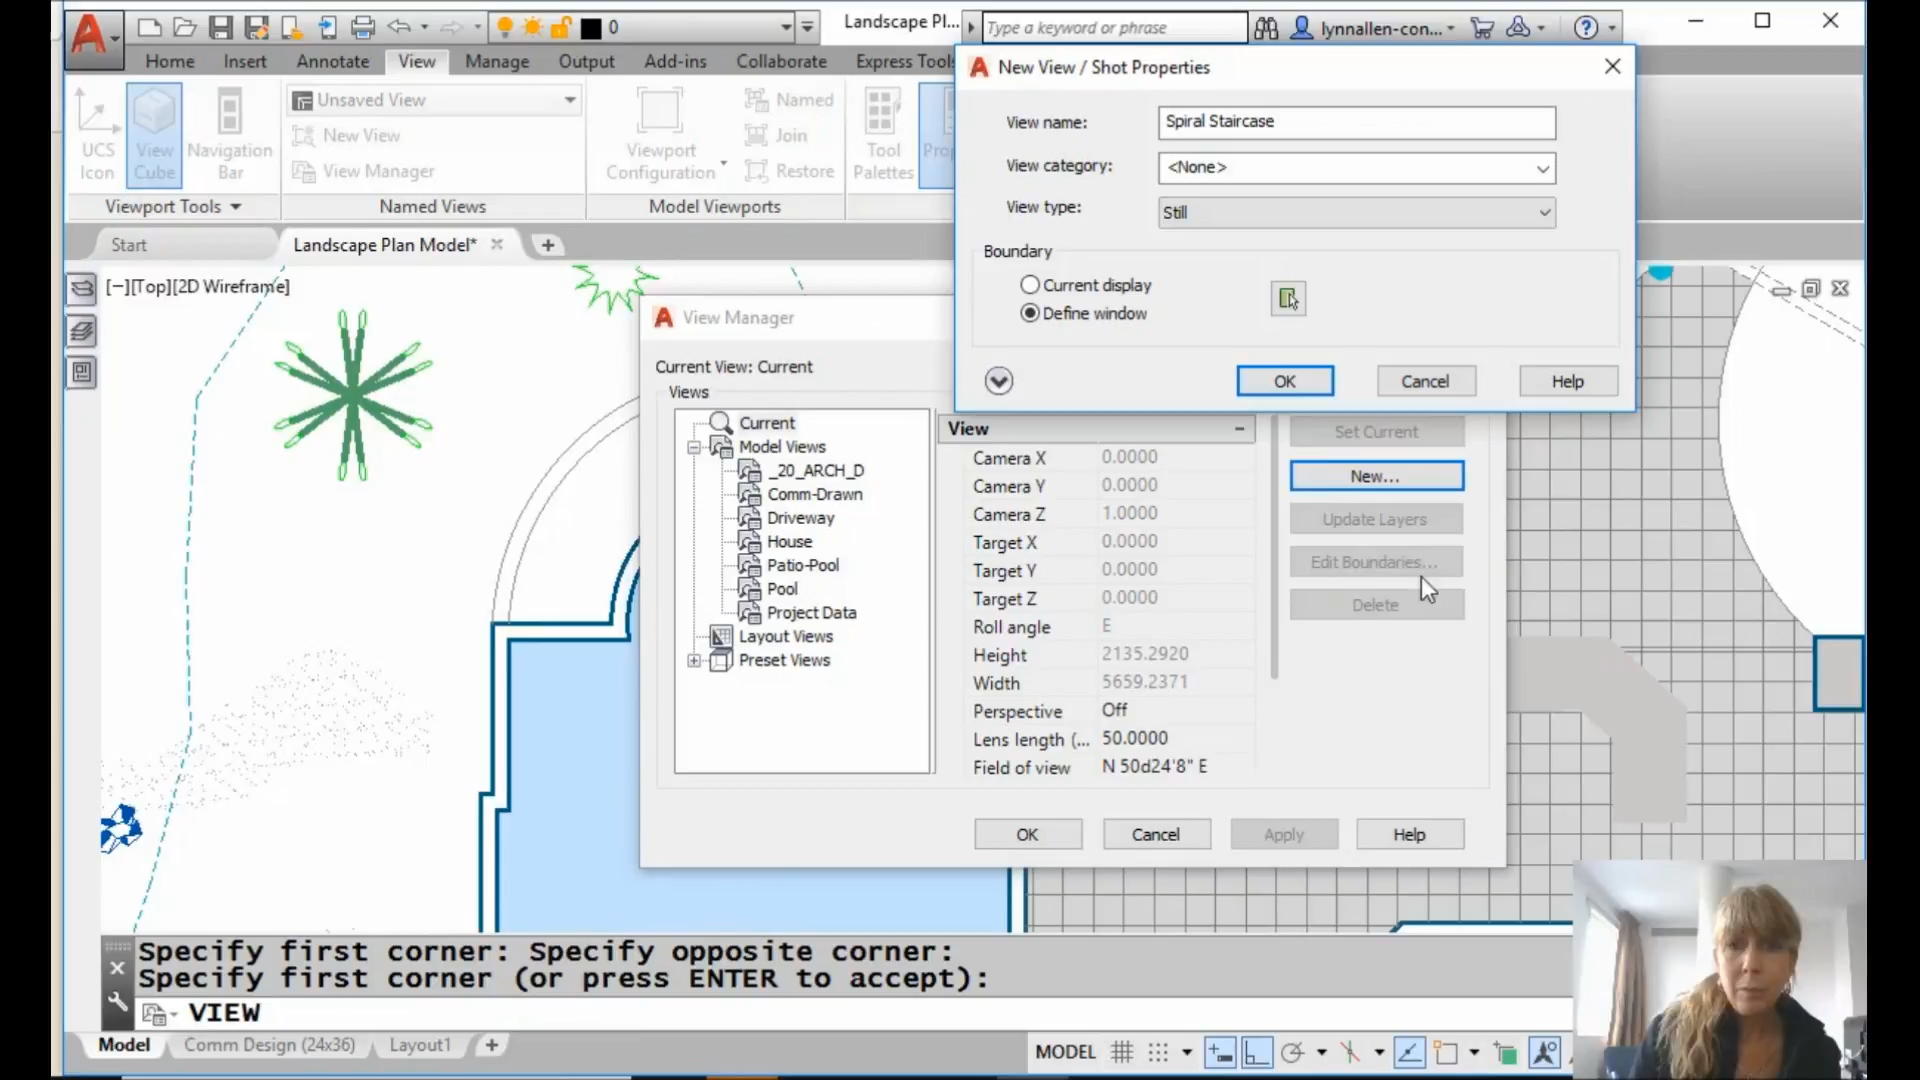 0
Landscape Pl...
Type a keyword or phrase
lynnallen-con...
Home
Insert
Annotate
View
Manage
Output
Add-ins
Collaborate
Express Tools
UCS Icon
View Cube
Navigation Bar
Viewport Tools
Unsaved View
New View
View Manager
Named Views
Viewport Configuration
Named
Join
Restore
Model Viewports
Tool Palettes
Start
Landscape Plan Model*
[−][Top][2D Wireframe]
New View / Shot Properties
View name:
Spiral Staircase
View category:
<None>
View type:
Still
Boundary
Current display
Define window
OK
Cancel
Help
View Manager
Current View: Current
Views
Current
Model Views
_20_ARCH_D
Comm-Drawn
Driveway
House
Patio-Pool
Pool
Project Data
Layout Views
Preset Views
View
Camera X 0.0000
Camera Y 0.0000
Camera Z 1.0000
Target X 0.0000
Target Y 0.0000
Target Z 0.0000
Roll angle E
Height 2135.2920
Width 5659.2371
Perspective Off
Lens length (... 50.0000
Field of view N 50d24'8" E
Set Current
New...
Update Layers
Edit Boundaries...
Delete
OK
Cancel
Apply
Help
Specify first corner: Specify opposite corner:
Specify first corner (or press ENTER to accept):
VIEW
Model
Comm Design (24x36)
Layout1
MODEL